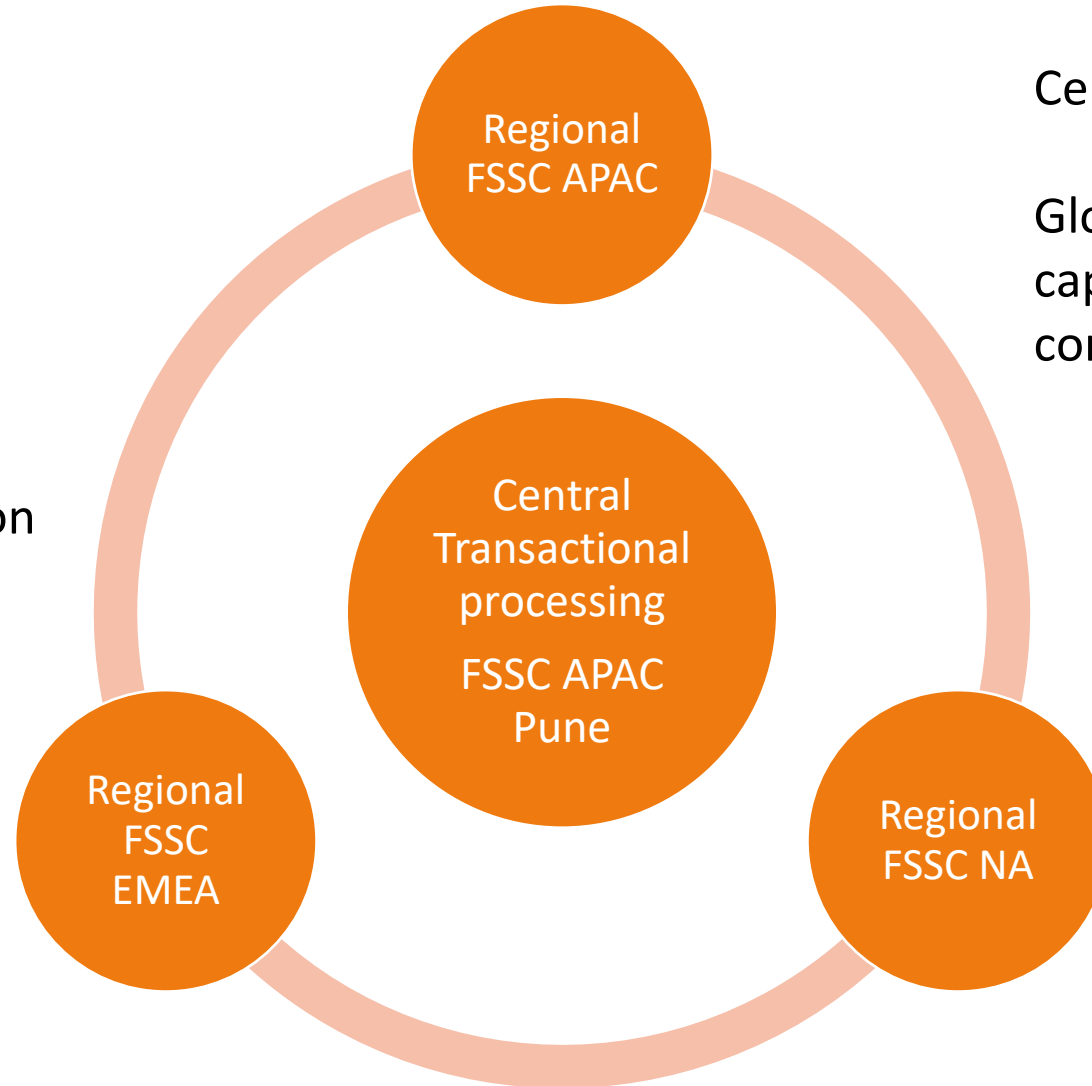 Regional
FSSC APAC
Central
Transactional
processing
FSSC APAC
Pune
Regional
FSSC
EMEA
Regional
FSSC NA